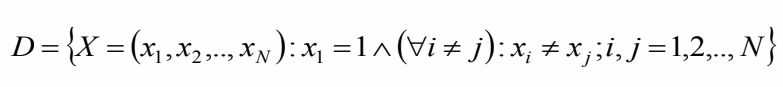 D = {X = (x₁, x₂, .., x_N) : x₁ = 1 ∧ (∀i ≠ j) : x_i ≠ x_j ; i, j = 1,2,.., N}